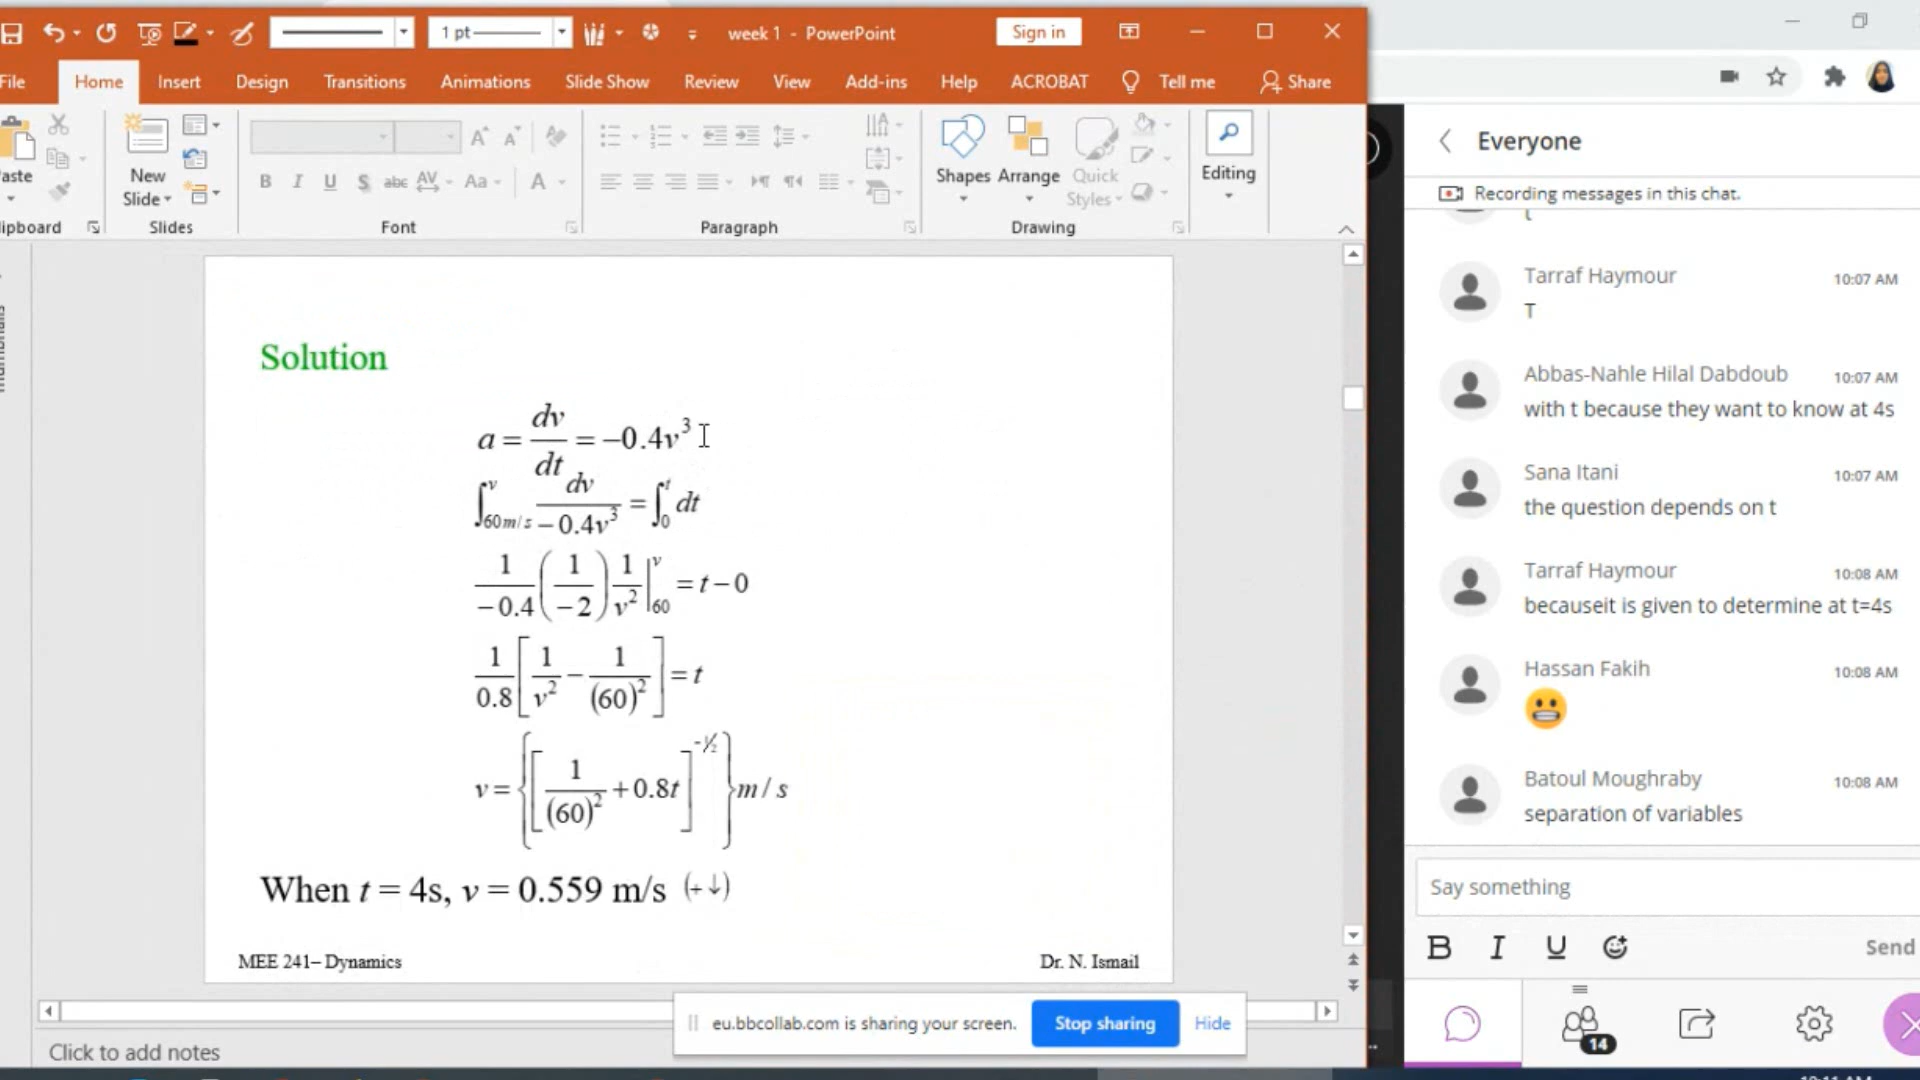 1 pt
week 1 - PowerPoint
Sign in
File
Home
Insert
Design
Transitions
Animations
Slide Show
Review
View
Add-ins
Help
ACROBAT
Tell me
Share
New
Slide
Slides
Font
Paragraph
Shapes
Arrange
Quick
Styles
Drawing
Editing
Solution
a = dv/dt = −0.4v³
∫_{60 m/s}^{v} dv/(−0.4v³) = ∫_0^t dt
1/(−0.4) (1/(−2)) 1/v² |_{60}^{v} = t − 0
1/0.8 [1/v² − 1/(60)²] = t
v = {[1/(60)² + 0.8t]^{-1/2}} m/s
When t = 4s, v = 0.559 m/s (+↓)
MEE 241– Dynamics
Dr. N. Ismail
eu.bbcollab.com is sharing your screen.
Stop sharing
Hide
Click to add notes
Everyone
Recording messages in this chat.
Tarraf Haymour
10:07 AM
T
Abbas-Nahle Hilal Dabdoub
10:07 AM
with t because they want to know at 4s
Sana Itani
10:07 AM
the question depends on t
Tarraf Haymour
10:08 AM
becauseit is given to determine at t=4s
Hassan Fakih
10:08 AM
😬
Batoul Moughraby
10:08 AM
separation of variables
Say something
B I U
Send
14